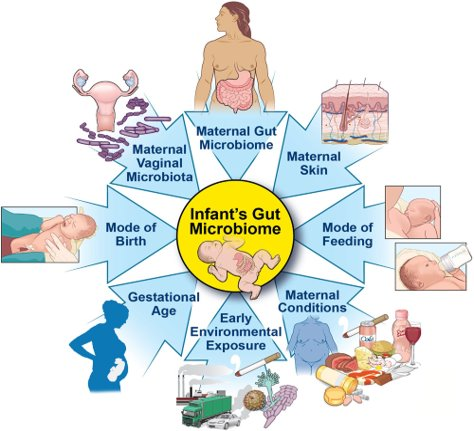 Maternal Gut
Microbiome
Maternal
Vaginal
Microbiota
Maternal
Skin
Mode of
Birth
Infant's Gut
Microbiome
Mode of
Feeding
Gestational
Age
Early
Environmental
Exposure
Maternal
Conditions